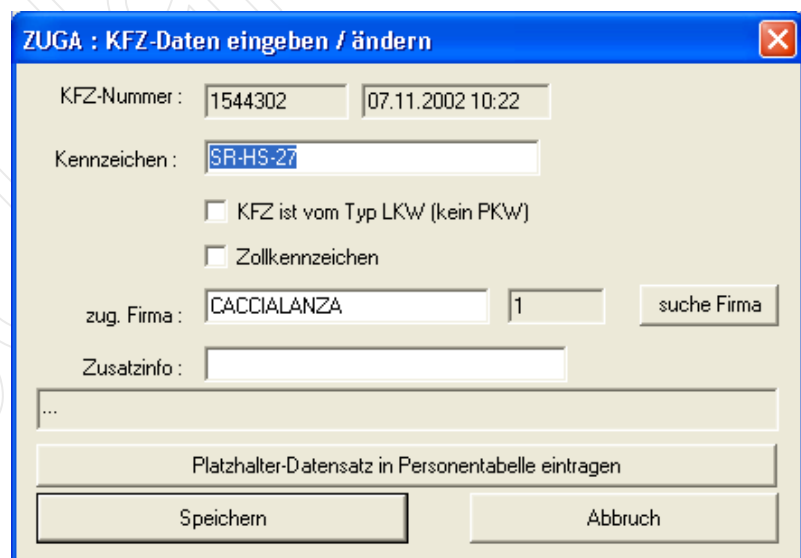 ZUGA : KFZ-Daten eingeben / ändern
KFZ-Nummer : 1544302 07.11.2002 10:22
Kennzeichen : SR-HS-27
KFZ ist vom Typ LKW (kein PKW)
Zollkennzeichen
zug. Firma : CACCIALANZA 1 suche Firma
Zusatzinfo :
...
Platzhalter-Datensatz in Personentabelle eintragen
Speichern Abbruch